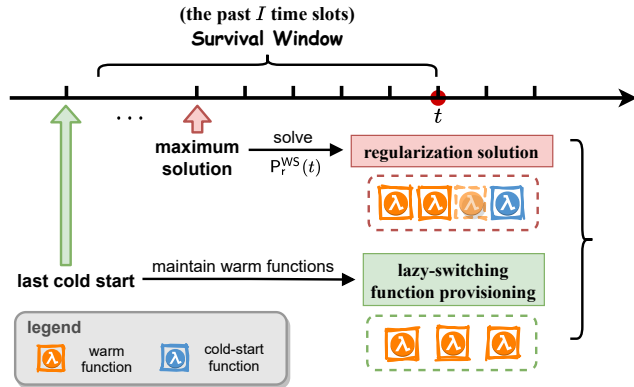 (the past I time slots)
Survival Window
. . .
t
maximum
solution
solve
P_r^WS(t)
regularization solution
λ λ λ λ
last cold start
maintain warm functions
lazy-switching
function provisioning
λ λ λ
legend
λ warm
function
λ cold-start
function